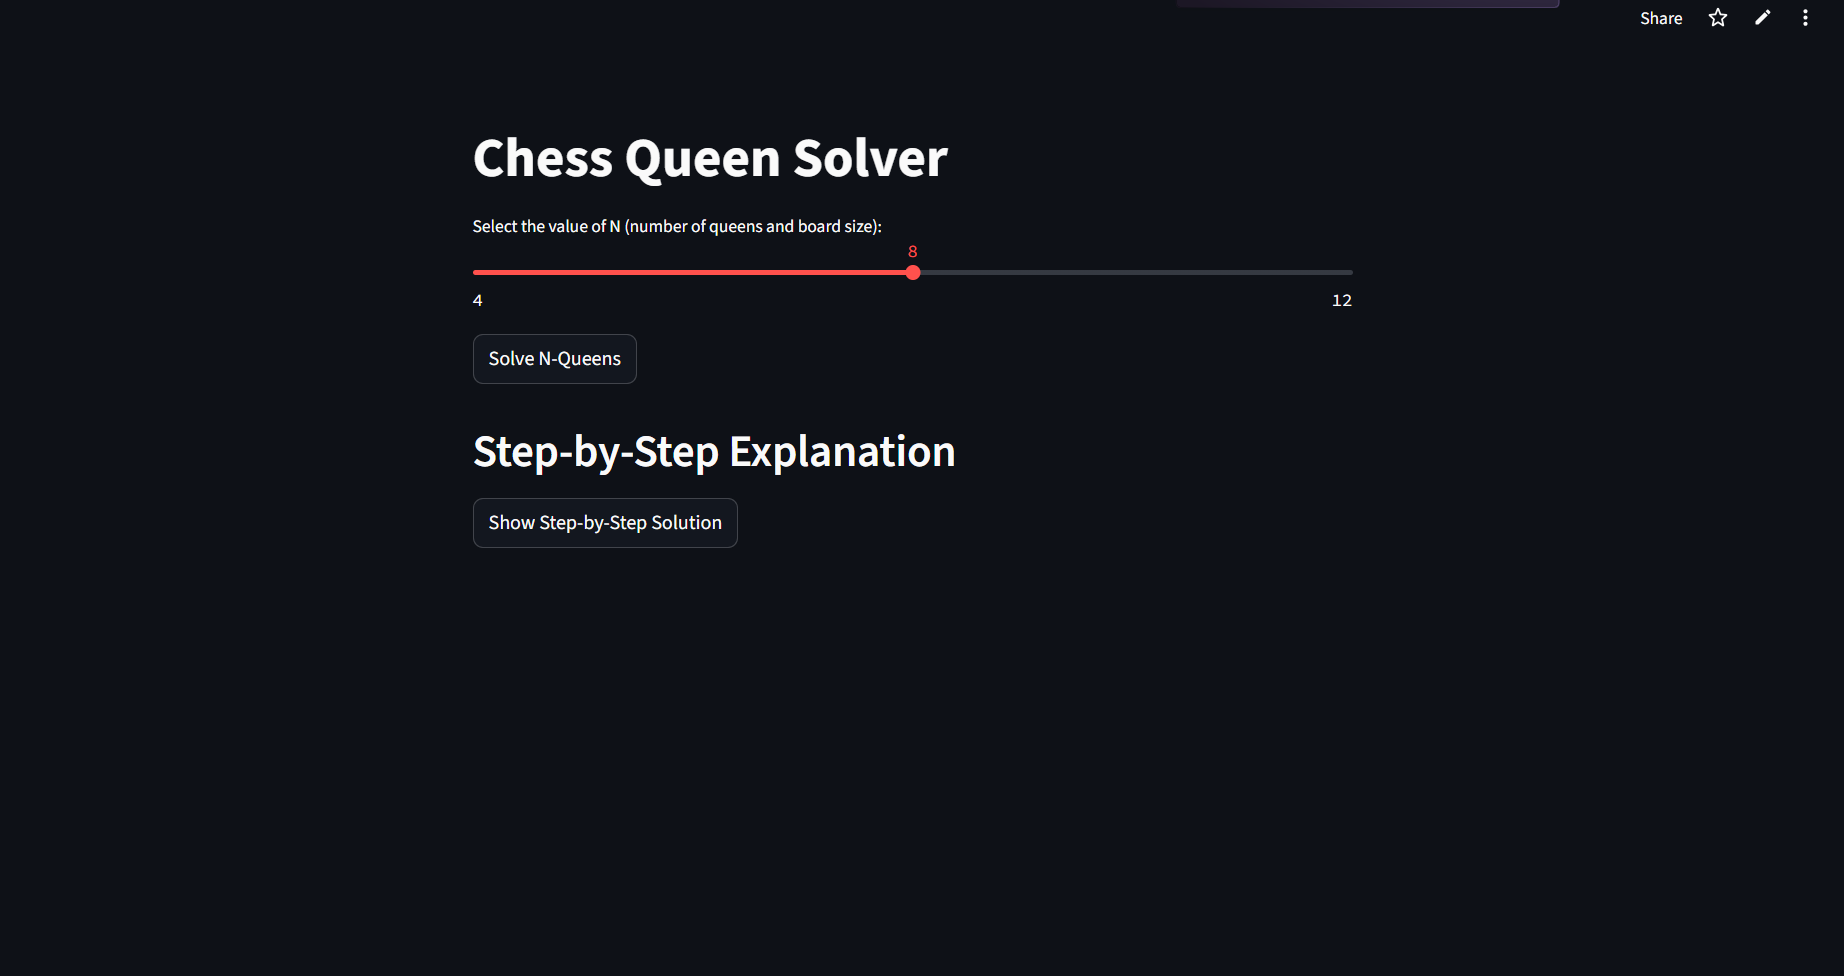 Share
Chess Queen Solver
Select the value of N (number of queens and board size):
8
4 12
Solve N-Queens
Step-by-Step Explanation
Show Step-by-Step Solution